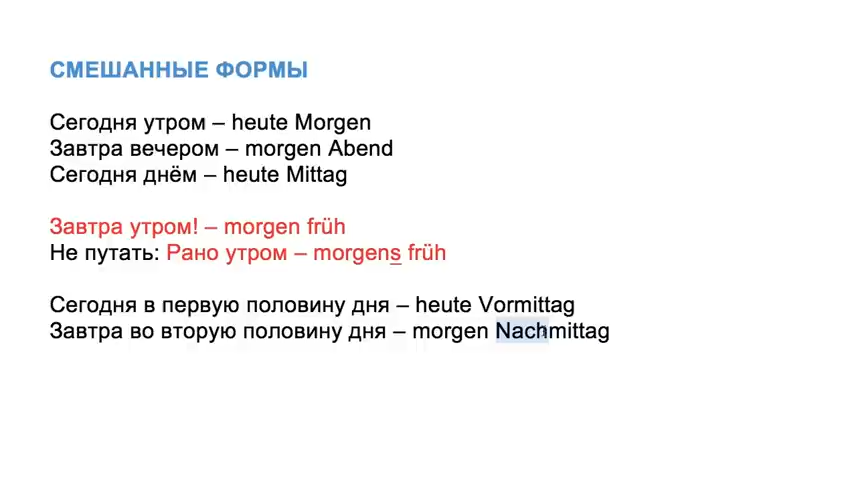 СМЕШАННЫЕ ФОРМЫ
Сегодня утром – heute Morgen
Завтра вечером – morgen Abend
Сегодня днём – heute Mittag
Завтра утром! – morgen früh
Не путать: Рано утром – morgens früh
Сегодня в первую половину дня – heute Vormittag
Завтра во вторую половину дня – morgen Nachmittag